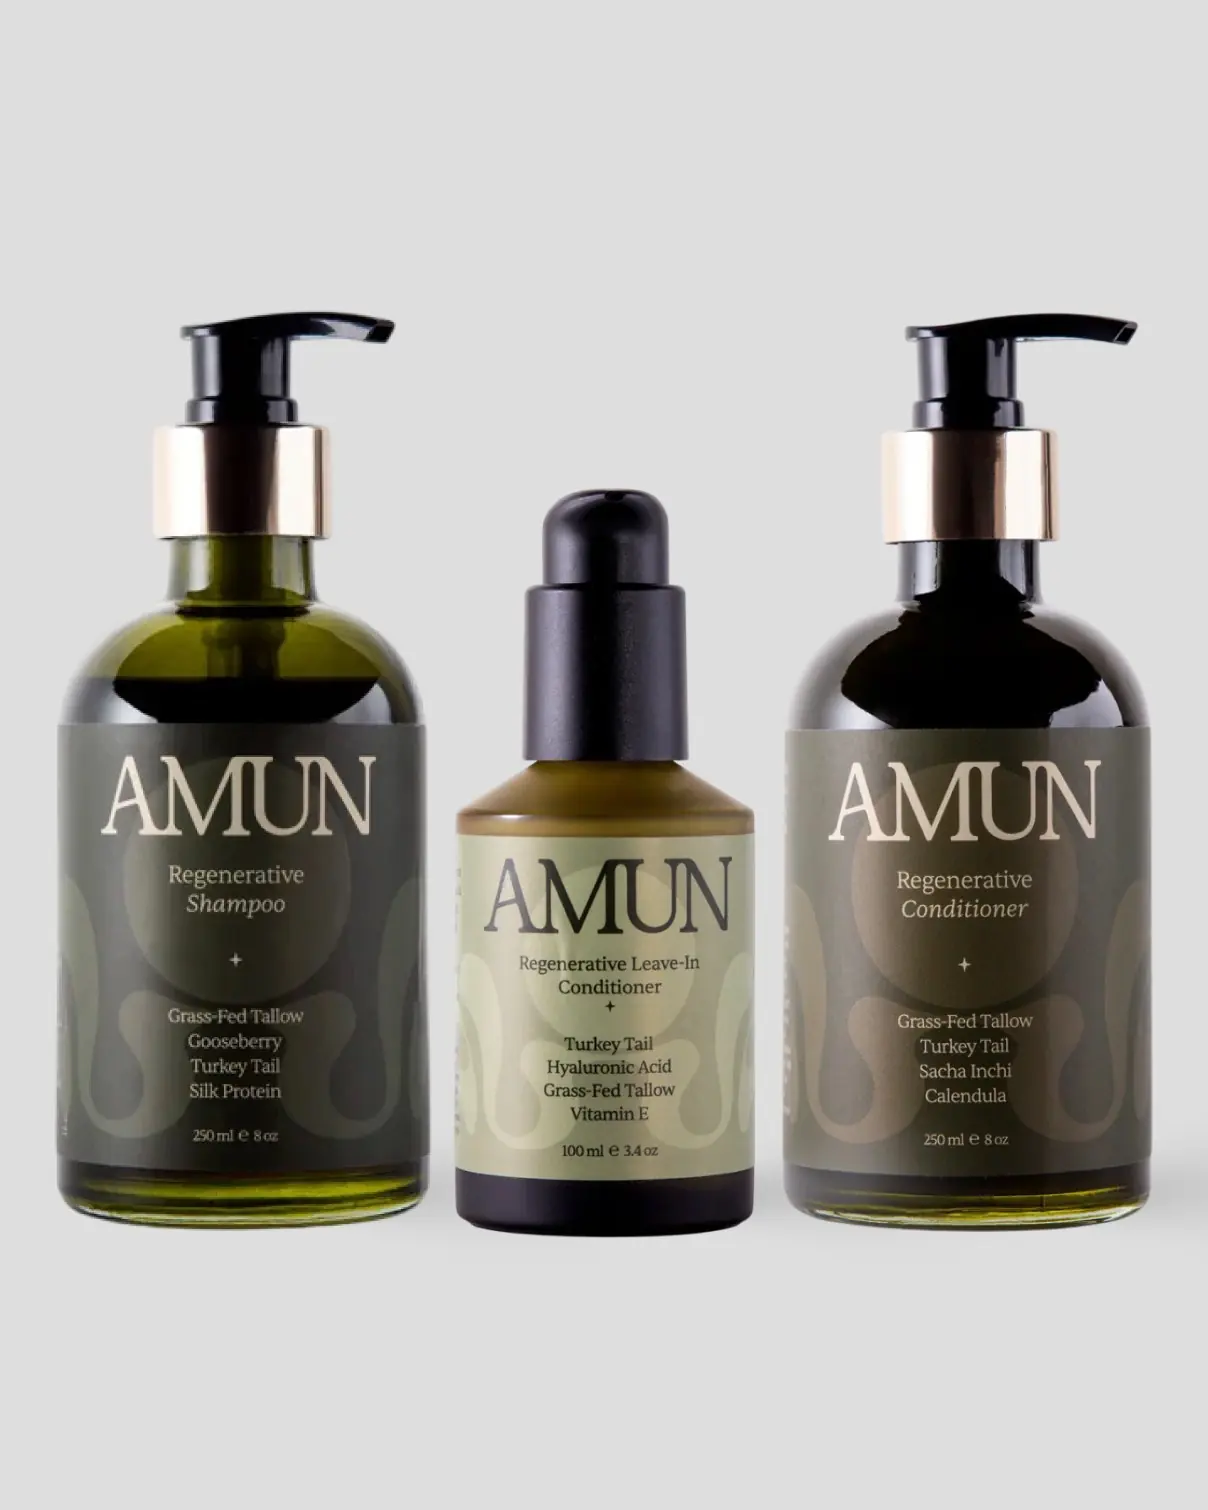 AMUN
Regenerative
Shampoo
Grass-Fed Tallow
Gooseberry
Turkey Tail
Silk Protein
250 ml ℮ 8 oz
AMUN
Regenerative Leave-In
Conditioner
Turkey Tail
Hyaluronic Acid
Grass-Fed Tallow
Vitamin E
100 ml ℮ 3.4 oz
AMUN
Regenerative
Conditioner
Grass-Fed Tallow
Turkey Tail
Sacha Inchi
Calendula
250 ml ℮ 8 oz